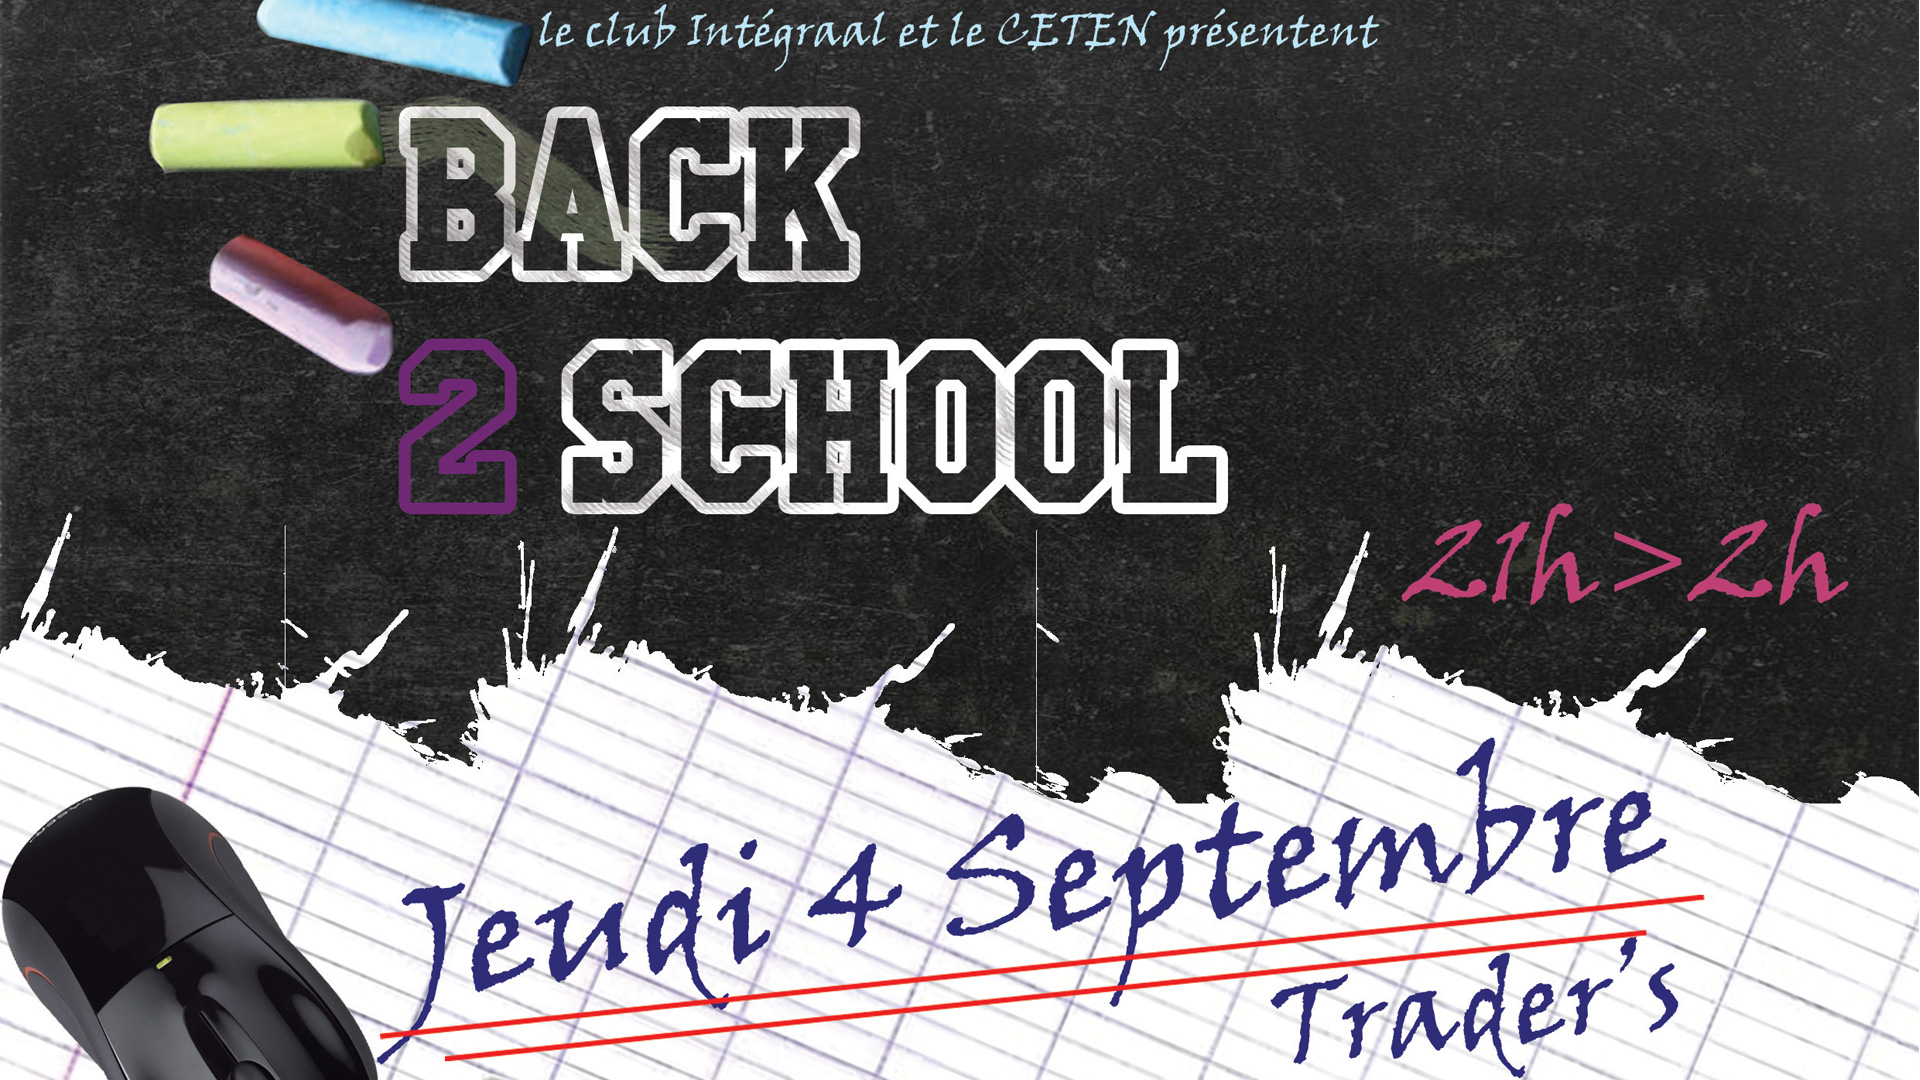 le club Intégraal et le CETEN présentent
BACK
2 SCHOOL
21h > 2h
Jeudi 4 Septembre
Trader's